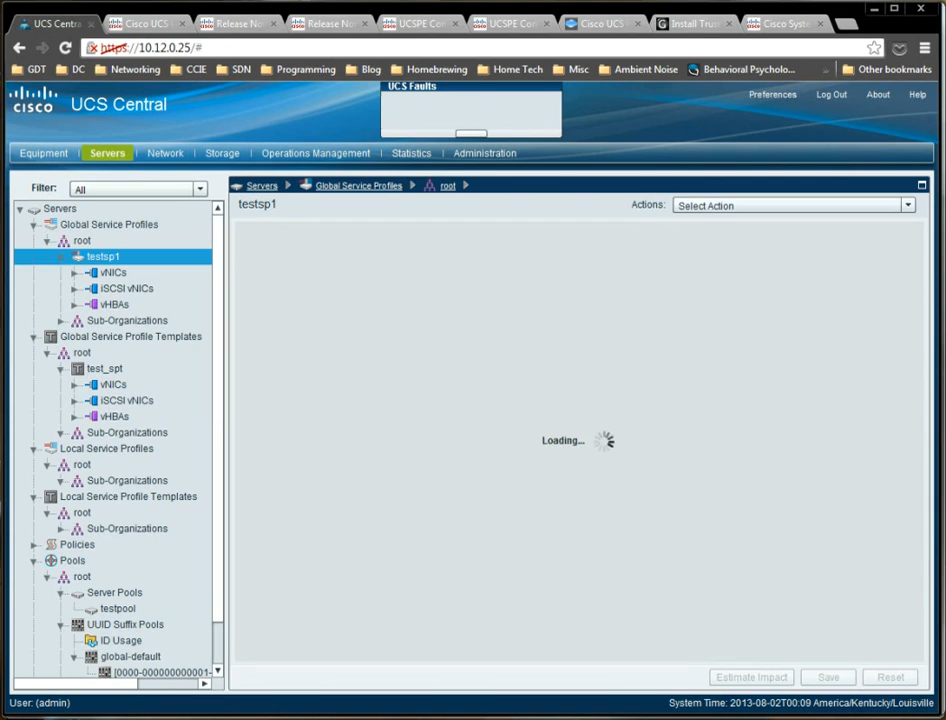 UCS Centra
Cisco UCS
Release No
Release No
UCSPE Con
UCSPE Con
Cisco UCS
Install Trus
Cisco Syste
https://10.12.0.25/#
GDT
DC
Networking
CCIE
SDN
Programming
Blog
Homebrewing
Home Tech
Misc
Ambient Noise
Behavioral Psycholo...
»
Other bookmarks
CISCO
UCS Central
UCS Faults
Preferences
Log Out
About
Help
Equipment
Servers
Network
Storage
Operations Management
Statistics
Administration
Filter:
All
Servers
Global Service Profiles
root
testsp1
vNICs
iSCSI vNICs
vHBAs
Sub-Organizations
Global Service Profile Templates
root
test_spt
vNICs
iSCSI vNICs
vHBAs
Sub-Organizations
Local Service Profiles
root
Sub-Organizations
Local Service Profile Templates
root
Sub-Organizations
Policies
Pools
root
Server Pools
testpool
UUID Suffix Pools
ID Usage
global-default
[0000-000000000001-
Servers
Global Service Profiles
root
testsp1
Actions:
Select Action
Loading...
Estimate Impact
Save
Reset
User: (admin)
System Time: 2013-08-02T00:09 America/Kentucky/Louisville